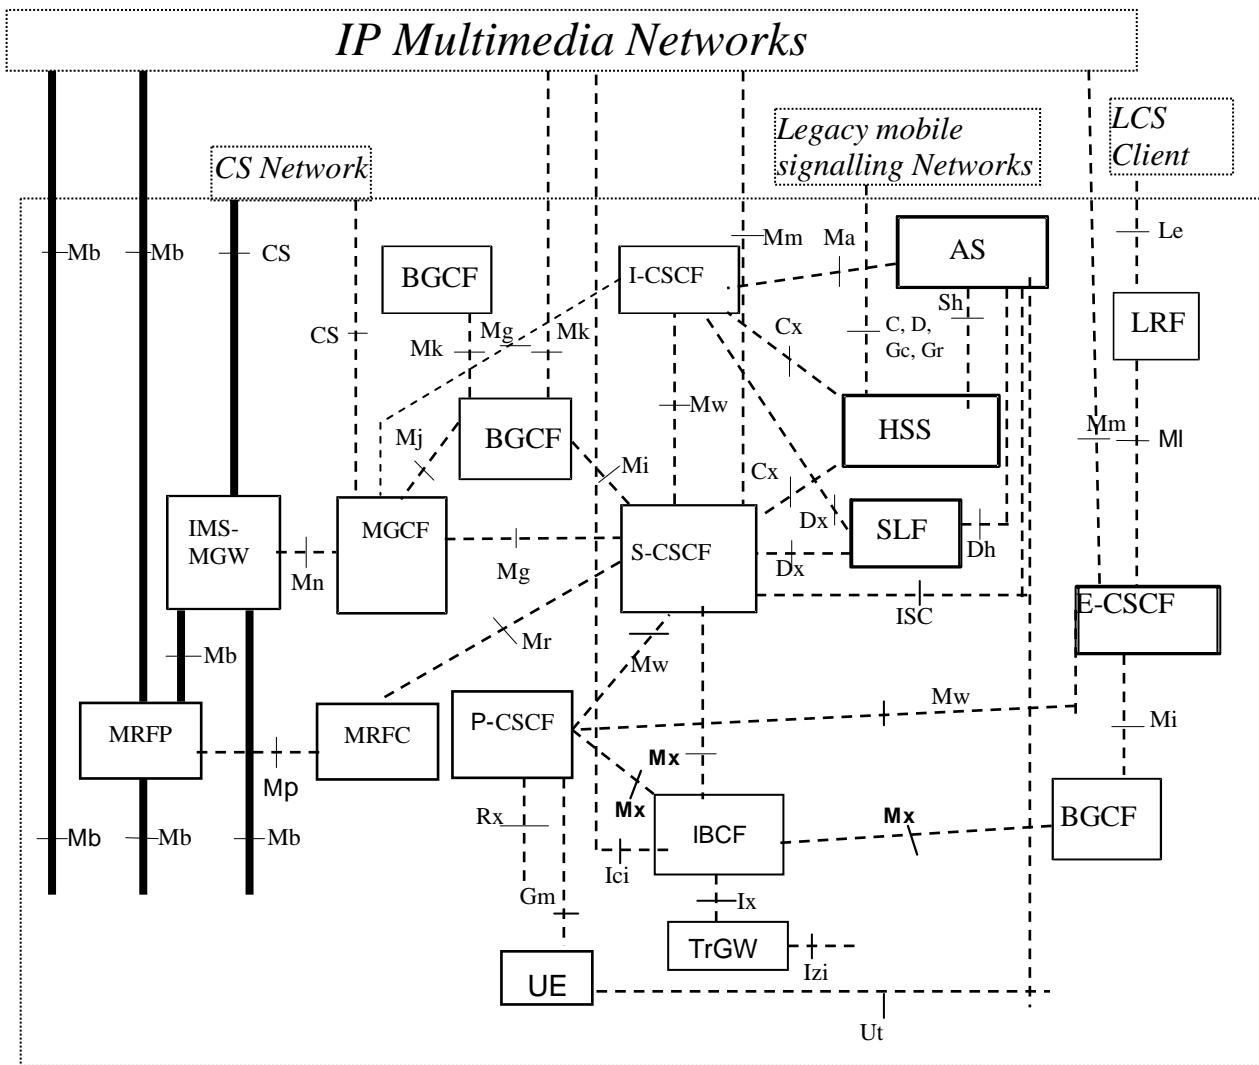 IP Multimedia Networks
Legacy mobile
signalling Networks
LCS
Client
CS Network
Mb
Mb
CS
Mm
Ma
Le
BGCF
I-CSCF
AS
Sh
LRF
CS
Mk
Mg
Mk
Cx
C, D,
Gc, Gr
Mw
Mj
BGCF
Mi
HSS
Mm
Ml
Cx
IMS-
MGW
MGCF
S-CSCF
Dx
SLF
Dh
Mn
Mg
Dx
ISC
E-CSCF
Mb
Mr
Mw
Mw
MRFP
MRFC
P-CSCF
Mi
Mp
Mx
Mx
Mx
BGCF
Mb
Mb
Mb
Rx
IBCF
Ici
Gm
Ix
TrGW
Izi
UE
Ut